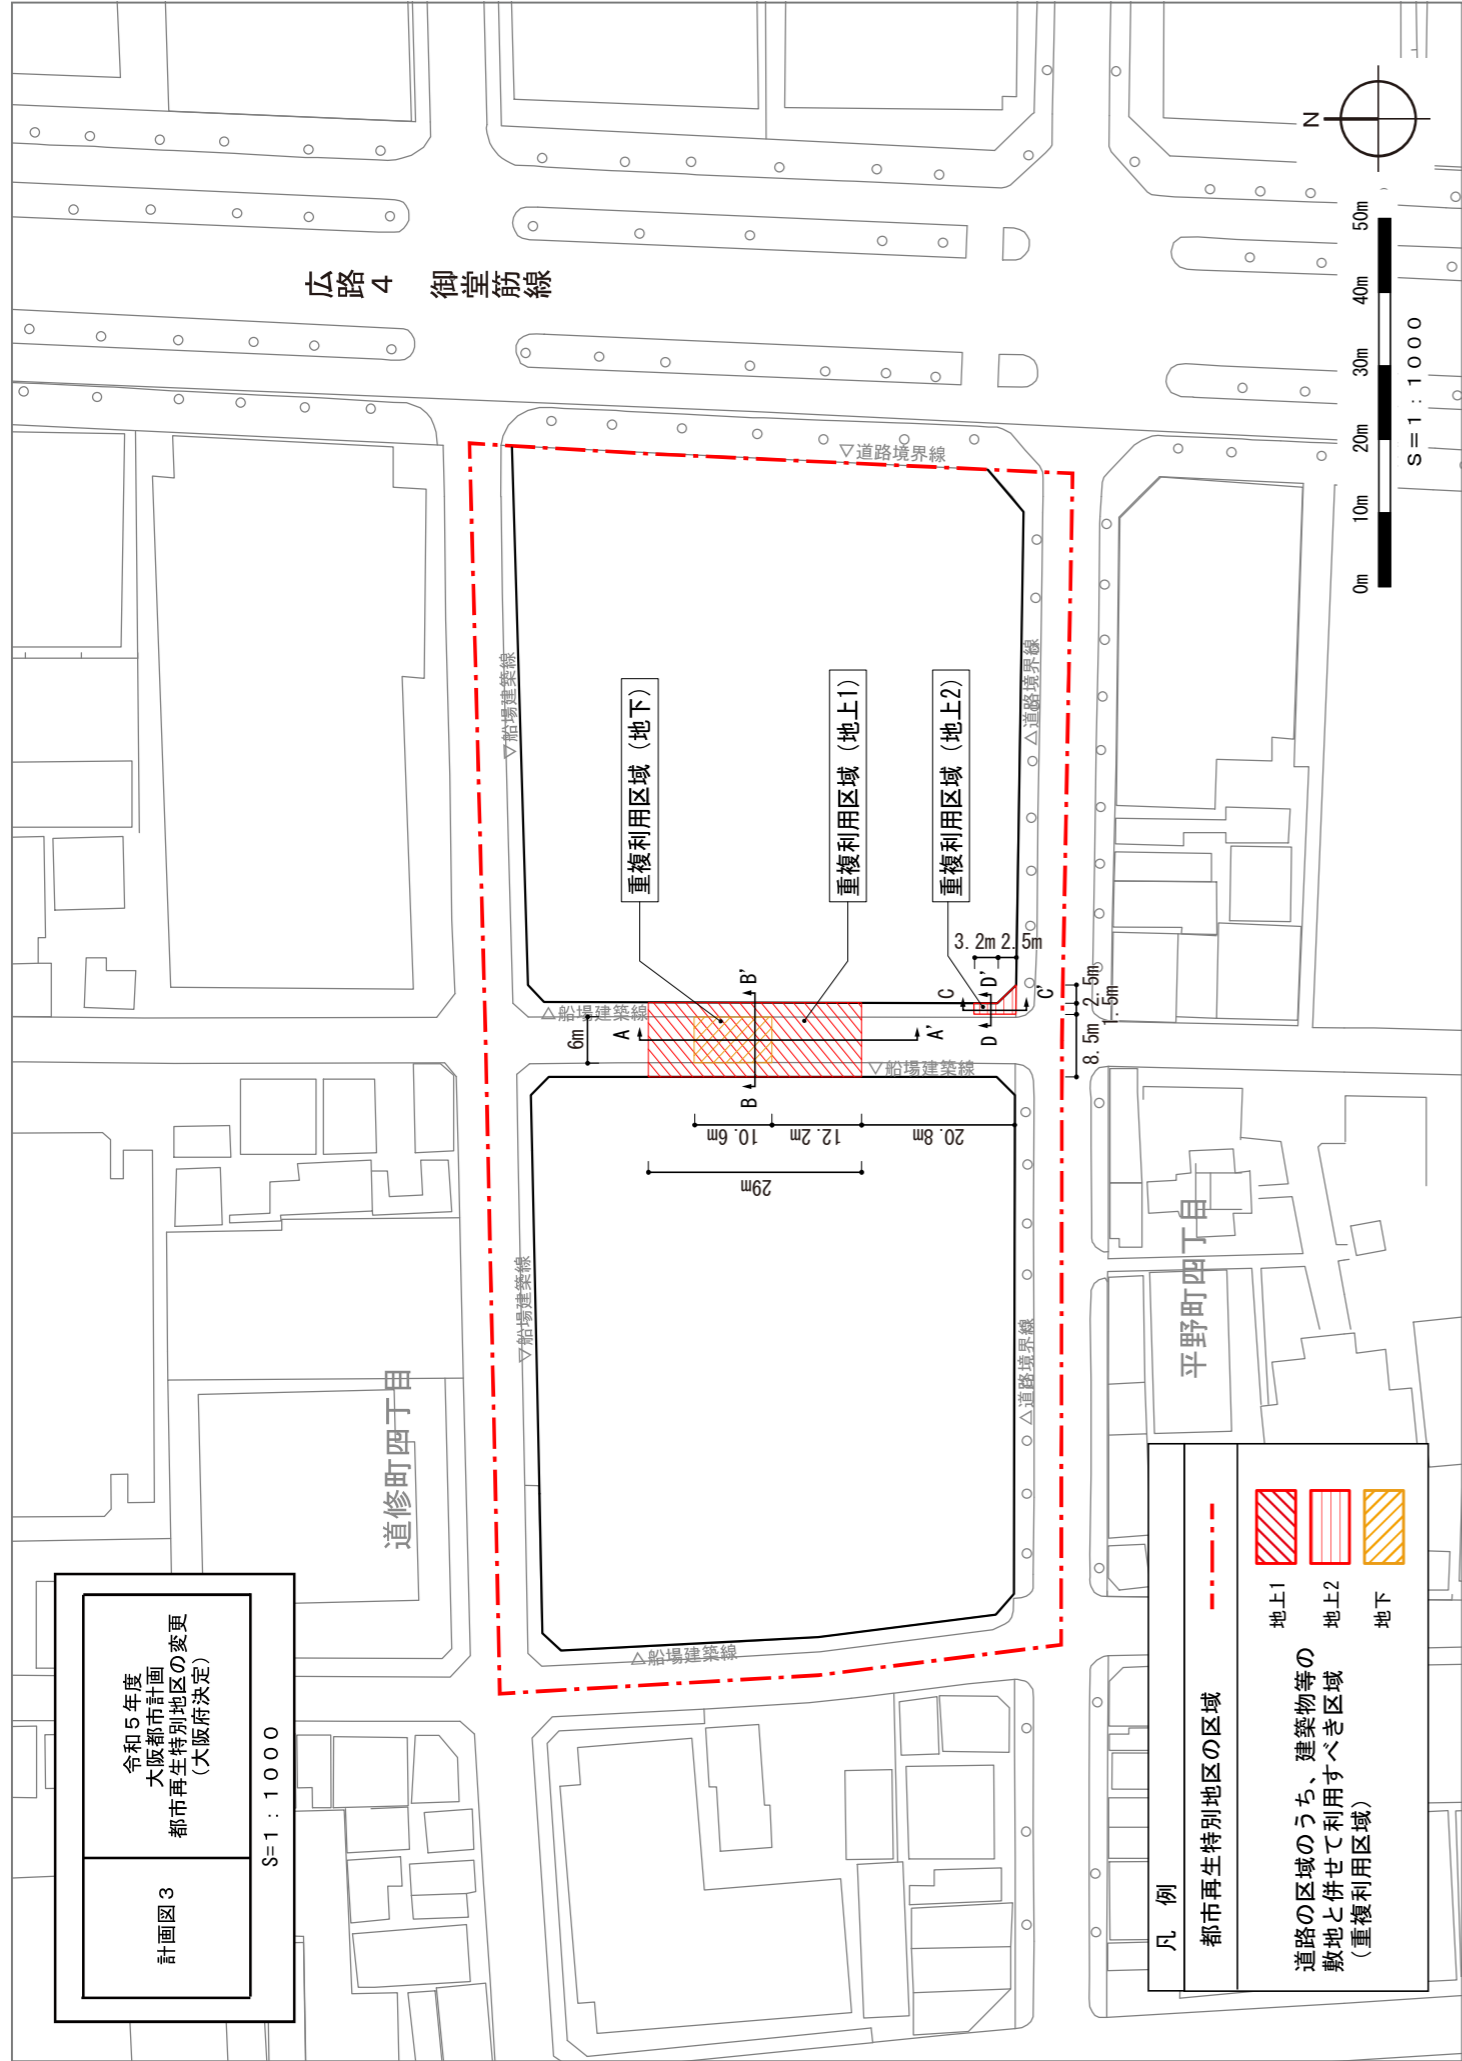 令和５年度
大阪都市計画
都市再生特別地区の変更
（大阪府決定）
計画図３
S=1：1000
広路４　御堂筋線
道修町四丁目
平野町四丁目
▽船場建築線
▽船場建築線
△船場建築線
△船場建築線
▽船場建築線
▽道路境界線
△道路境界線
△道路境界線
重複利用区域（地下）
重複利用区域（地上1）
重複利用区域（地上2）
A
A'
B
B'
C
C'
D
D'
6m
10.6m
12.2m
20.8m
29m
3.2m
2.5m
2.5m
1.5m
8.5m
N
0m
10m
20m
30m
40m
50m
S＝1：1000
凡　例
都市再生特別地区の区域
道路の区域のうち、建築物等の
敷地と併せて利用すべき区域
（重複利用区域）
地上1
地上2
地下